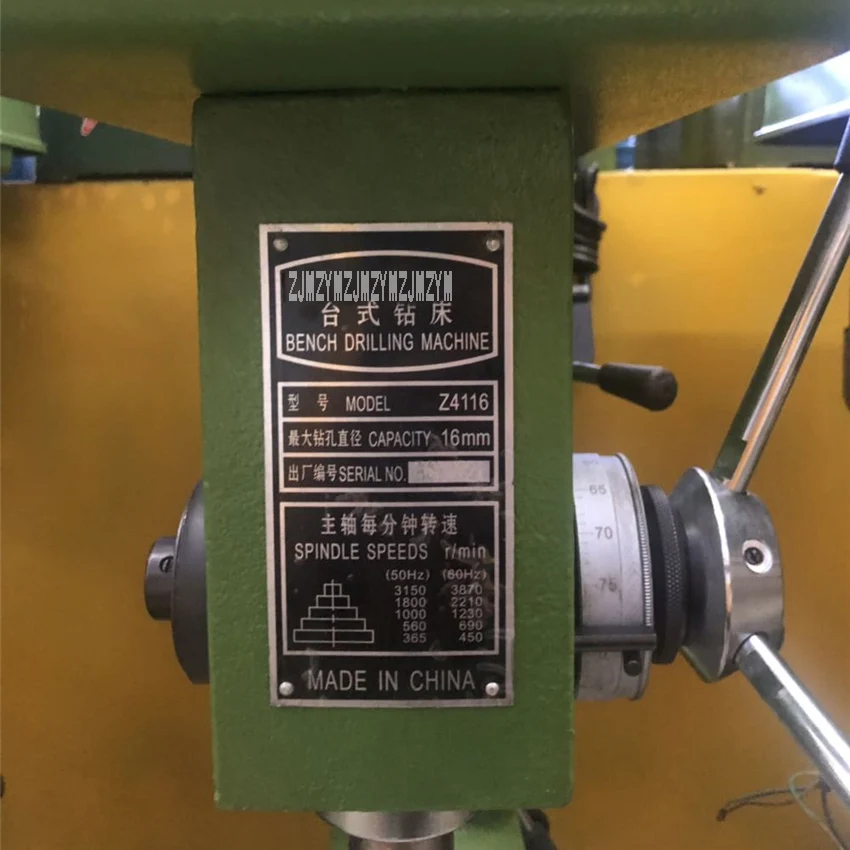 ZJMZYMZJMZYMZJMZYM
台式钻床
BENCH DRILLING MACHINE
型 号 MODEL Z4116
最大钻孔直径 CAPACITY 16mm
出厂编号 SERIAL NO.
主轴每分钟转速
SPINDLE SPEEDS r/min
(50Hz) (60Hz)
3150 3870
1800 2210
1000 1230
560 690
365 450
MADE IN CHINA
65
70
75